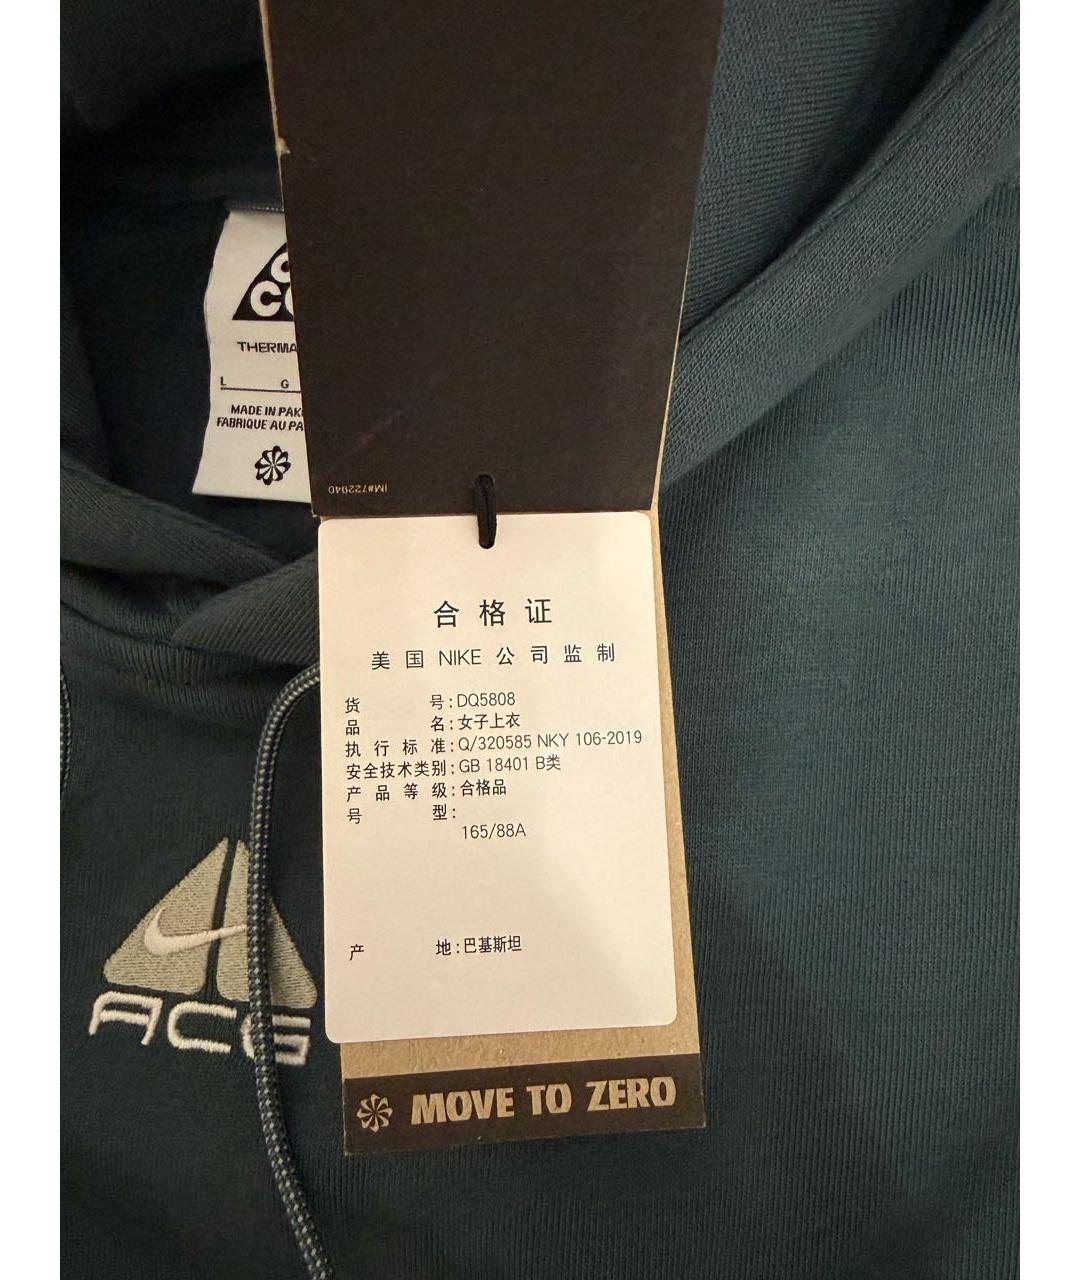 THERMA
L G
MADE IN PAK
FABRIQUE AU PA
IM#722940
合格证
美国 NIKE 公司监制
货号:DQ5808
品名:女子上衣
执行标准:Q/320585 NKY 106-2019
安全技术类别:GB 18401 B类
产品等级:合格品
号型:
165/88A
产地:巴基斯坦
ACG
MOVE TO ZERO